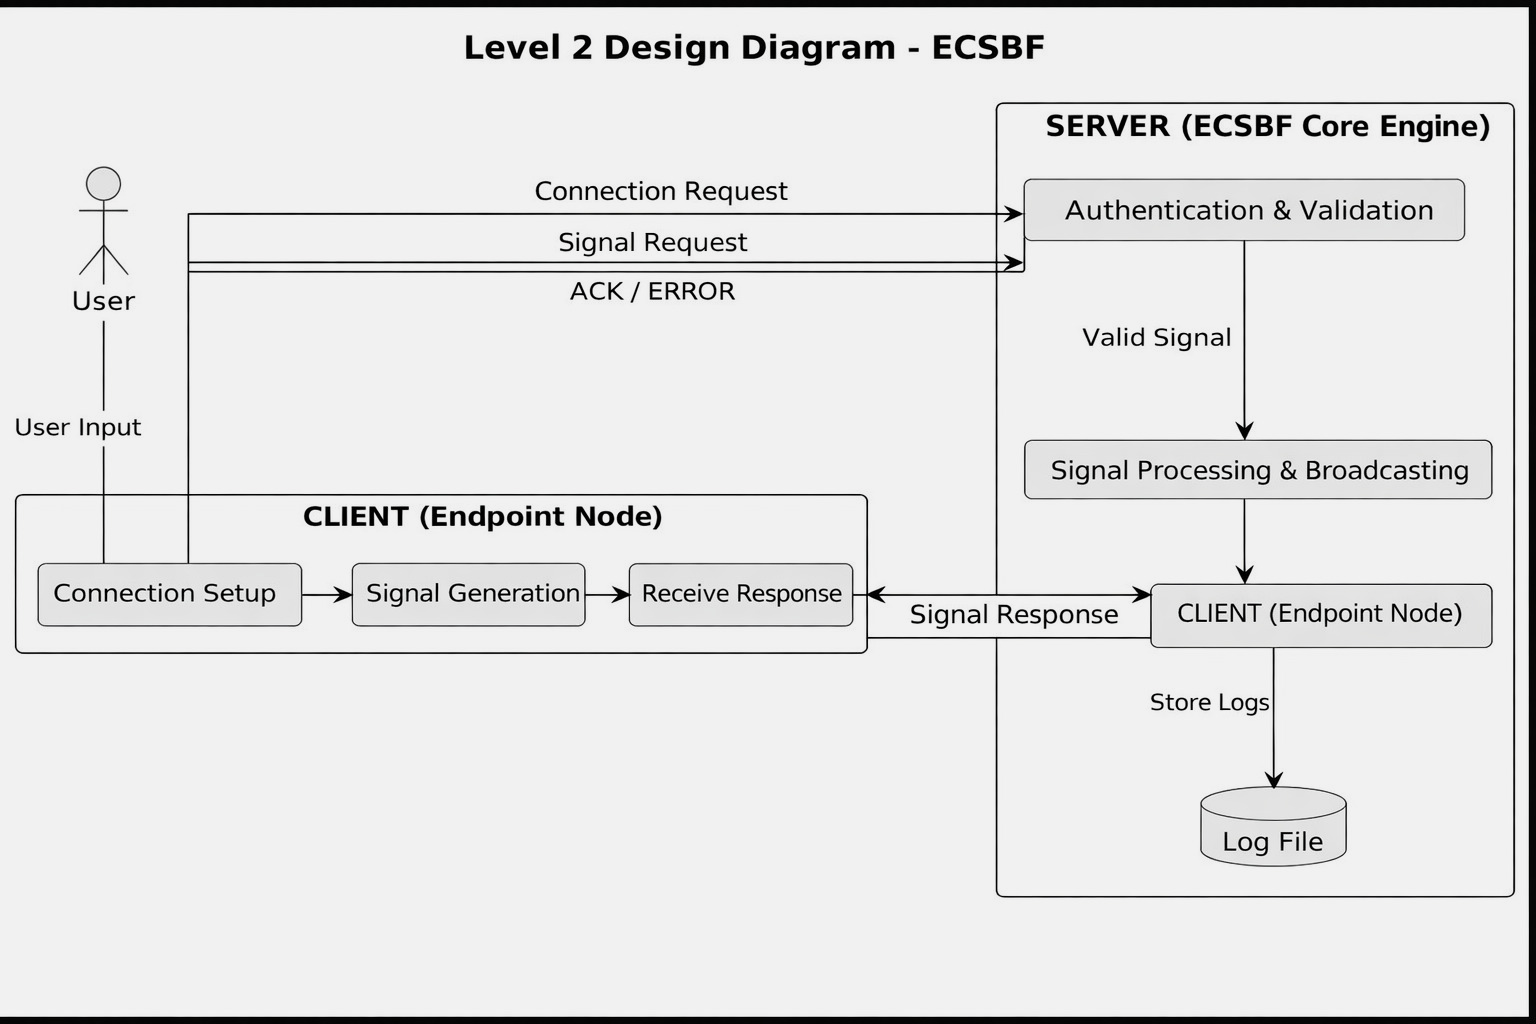 Level 2 Design Diagram - ECSBF
SERVER (ECSBF Core Engine)
Connection Request
Authentication & Validation
Signal Request
ACK / ERROR
User
Valid Signal
User Input
Signal Processing & Broadcasting
CLIENT (Endpoint Node)
Connection Setup
Signal Generation
Receive Response
Signal Response
CLIENT (Endpoint Node)
Store Logs
Log File